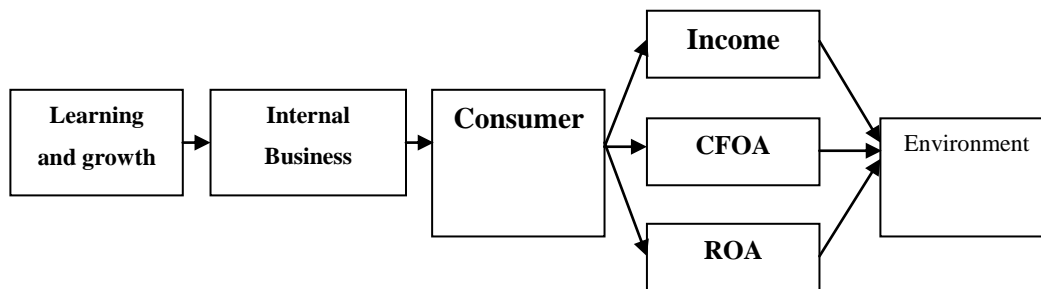 Learning
and growth
Internal
Business
Consumer
Income
CFOA
ROA
Environment